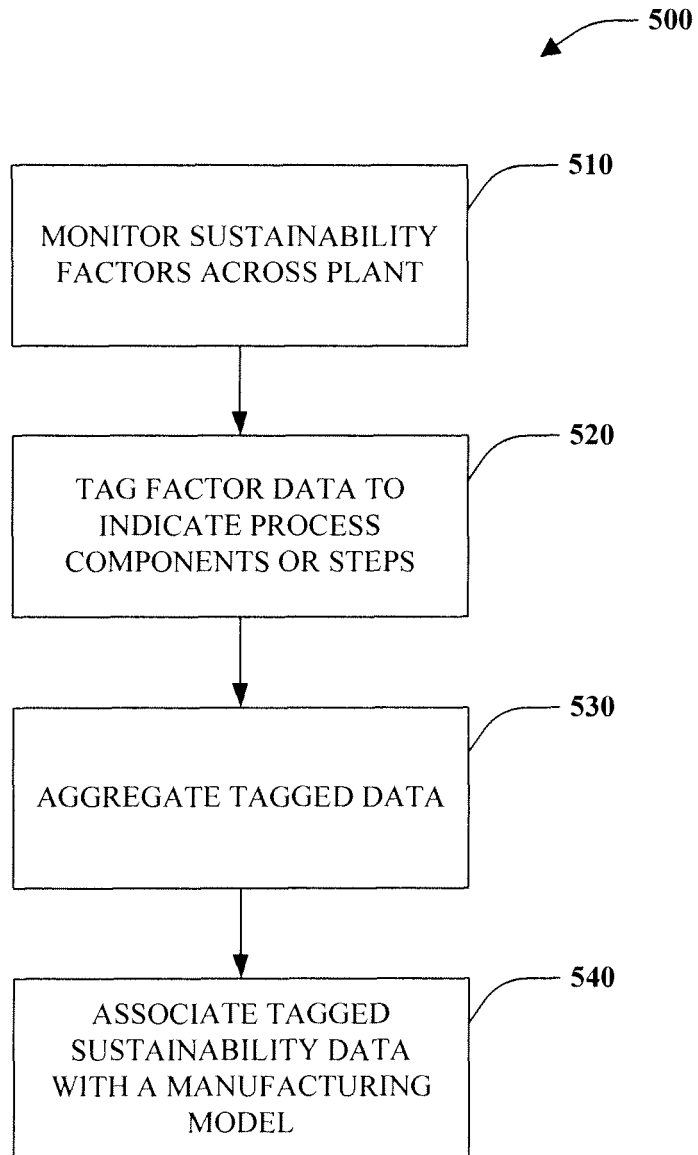 500
510
MONITOR SUSTAINABILITY
FACTORS ACROSS PLANT
520
TAG FACTOR DATA TO
INDICATE PROCESS
COMPONENTS OR STEPS
530
AGGREGATE TAGGED DATA
540
ASSOCIATE TAGGED
SUSTAINABILITY DATA
WITH A MANUFACTURING
MODEL